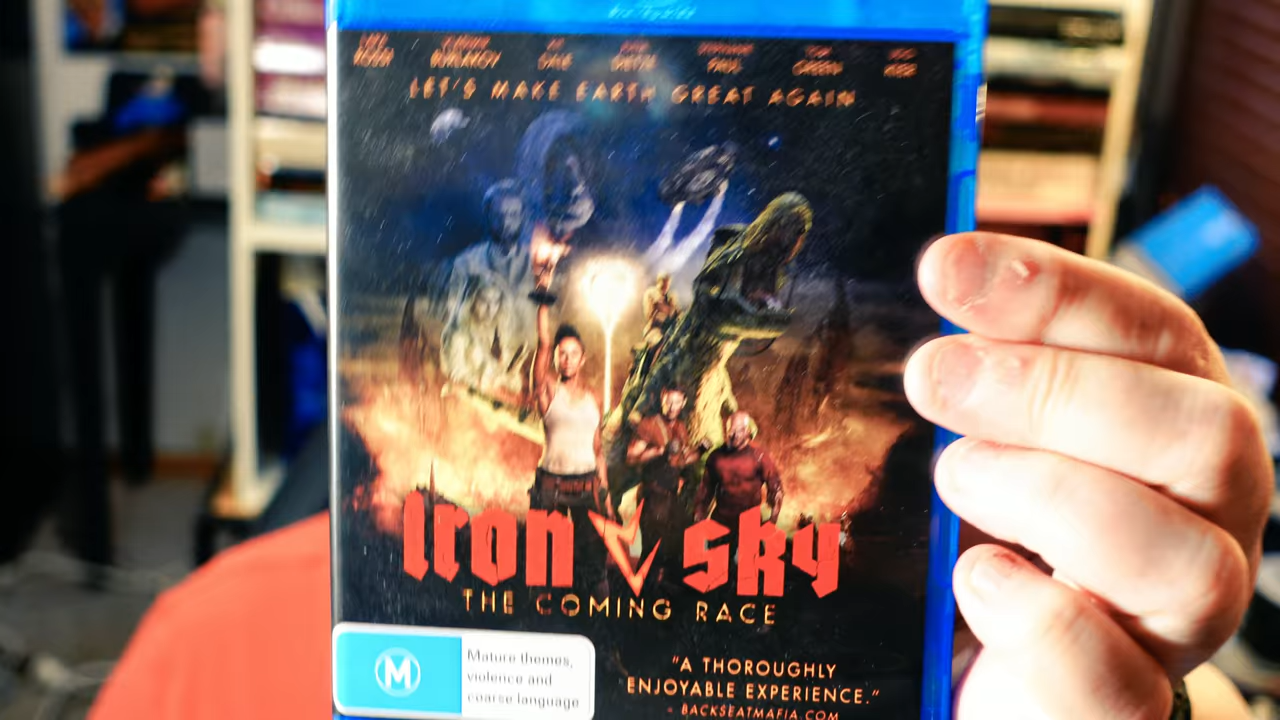 LET'S MAKE EARTH GREAT AGAIN
Iron Sky
THE COMING RACE
M
Mature themes,
violence and
coarse language
"A THOROUGHLY
ENJOYABLE EXPERIENCE."
- BACKSEATMAFIA.COM